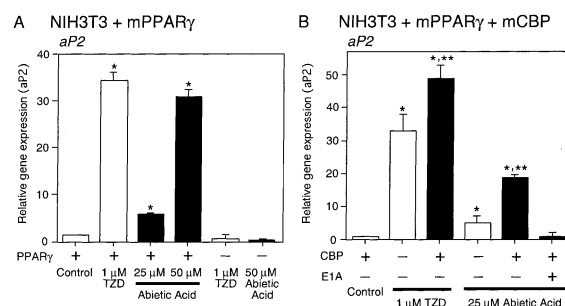 A NIH3T3 + mPPARγ
aP2
Relative gene expression (aP2)
40
30
20
10
0
* * *
PPARγ + + + + – –
Control 1 µM TZD 25 µM 50 µM 1 µM TZD 50 µM Abietic Acid
Abietic Acid
B NIH3T3 + mPPARγ + mCBP
aP2
Relative gene expression (aP2)
50
40
30
20
10
0
* *,** * *,**
CBP + – + – + +
E1A – – – – – +
Control 1 µM TZD 25 µM Abietic Acid